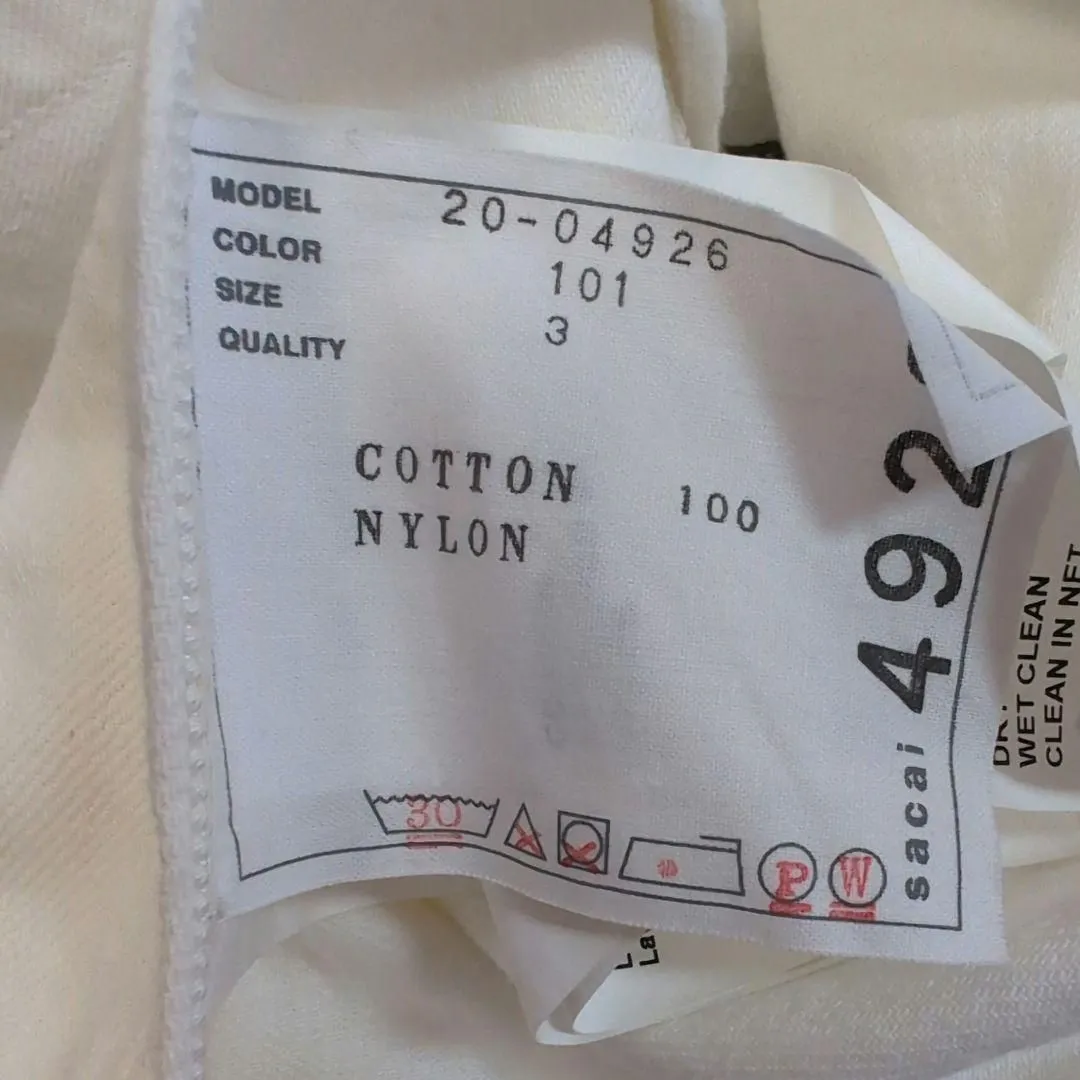 MODEL 20-04926
COLOR 101
SIZE 3
QUALITY
COTTON 100
NYLON
30
P W
sacai 492
WET CLEAN
CLEAN IN NET
La